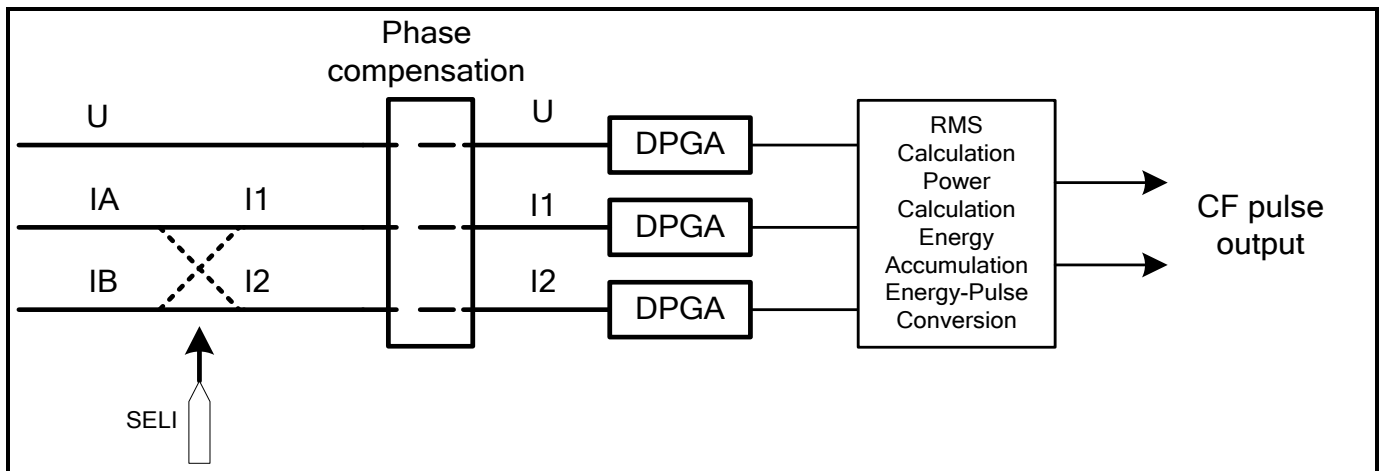 Phase
compensation
U
U
DPGA
IA
I1
I1
DPGA
IB
I2
I2
DPGA
RMS
Calculation
Power
Calculation
Energy
Accumulation
Energy-Pulse
Conversion
CF pulse
output
SELI